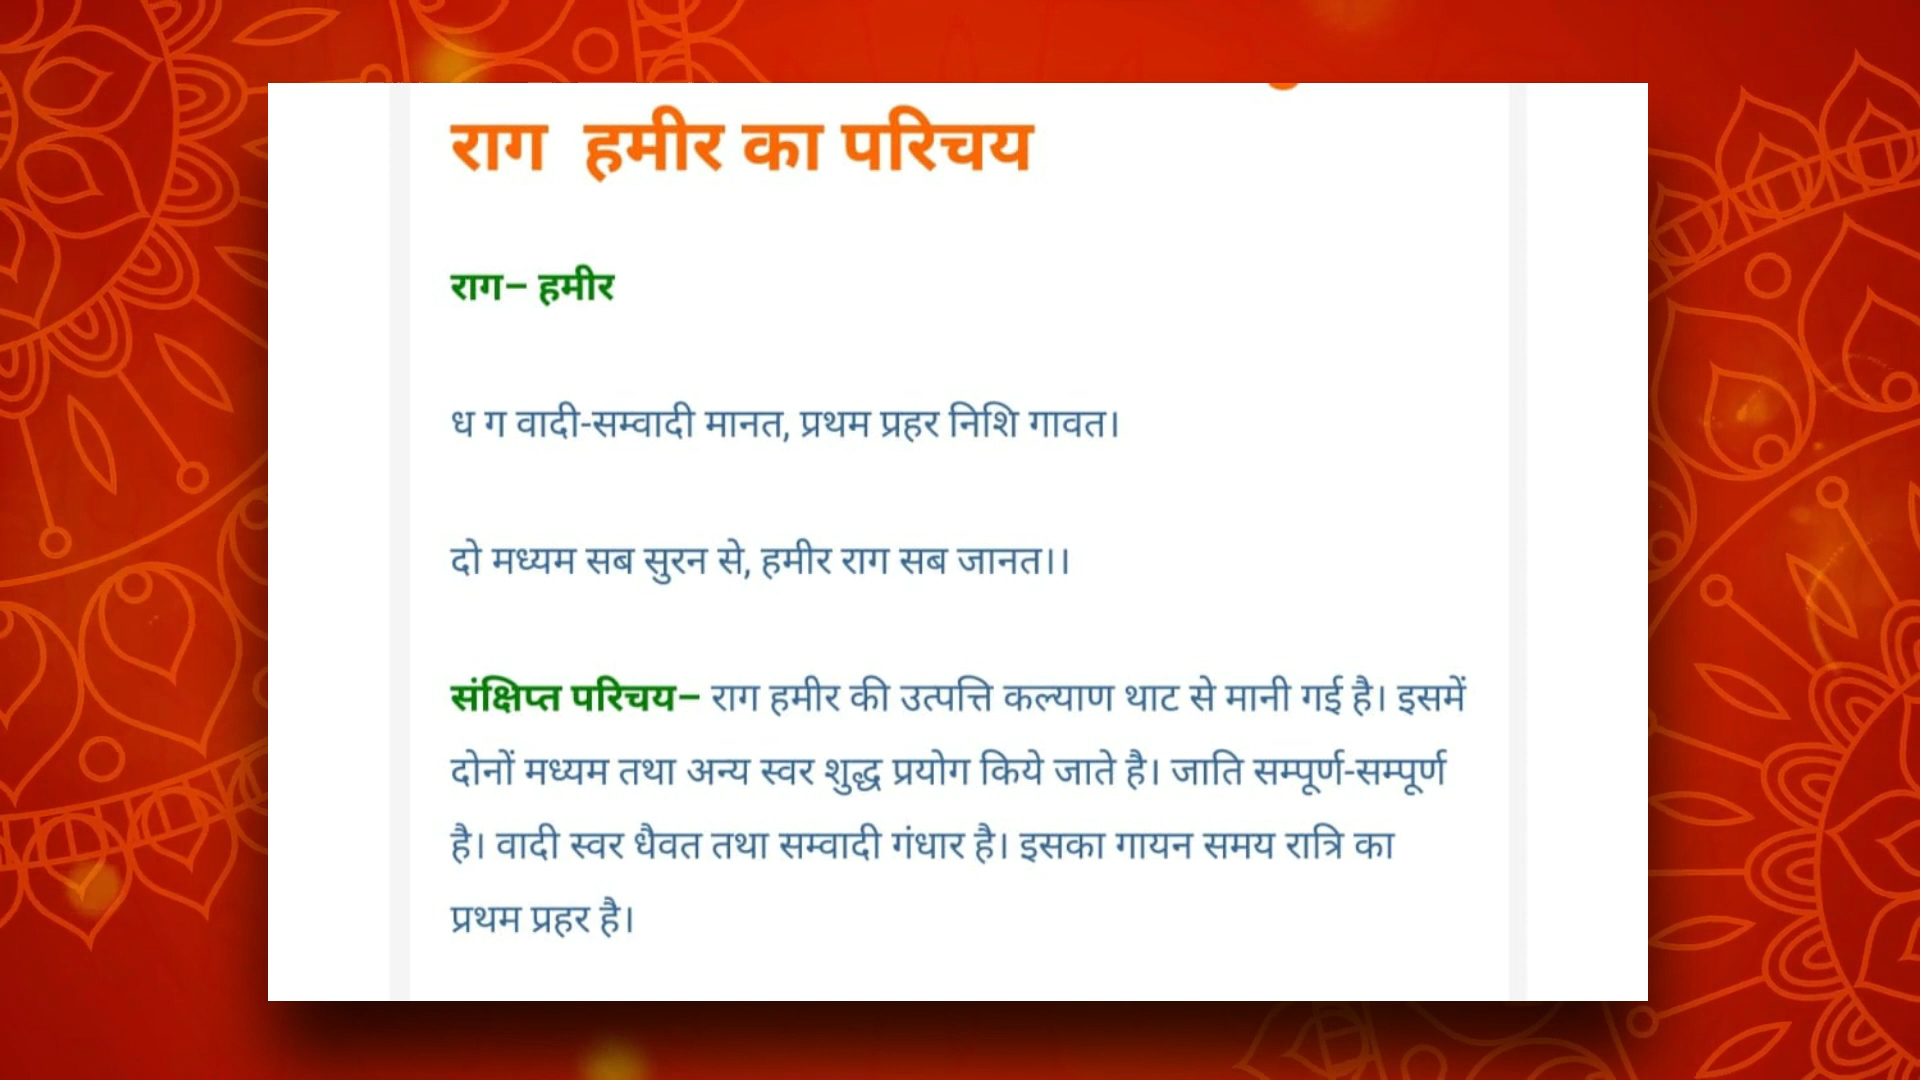 राग हमीर का परिचय
राग– हमीर
ध ग वादी-सम्वादी मानत, प्रथम प्रहर निशि गावत।
दो मध्यम सब सुरन से, हमीर राग सब जानत।।
संक्षिप्त परिचय– राग हमीर की उत्पत्ति कल्याण थाट से मानी गई है। इसमें
दोनों मध्यम तथा अन्य स्वर शुद्ध प्रयोग किये जाते है। जाति सम्पूर्ण-सम्पूर्ण
है। वादी स्वर धैवत तथा सम्वादी गंधार है। इसका गायन समय रात्रि का
प्रथम प्रहर है।